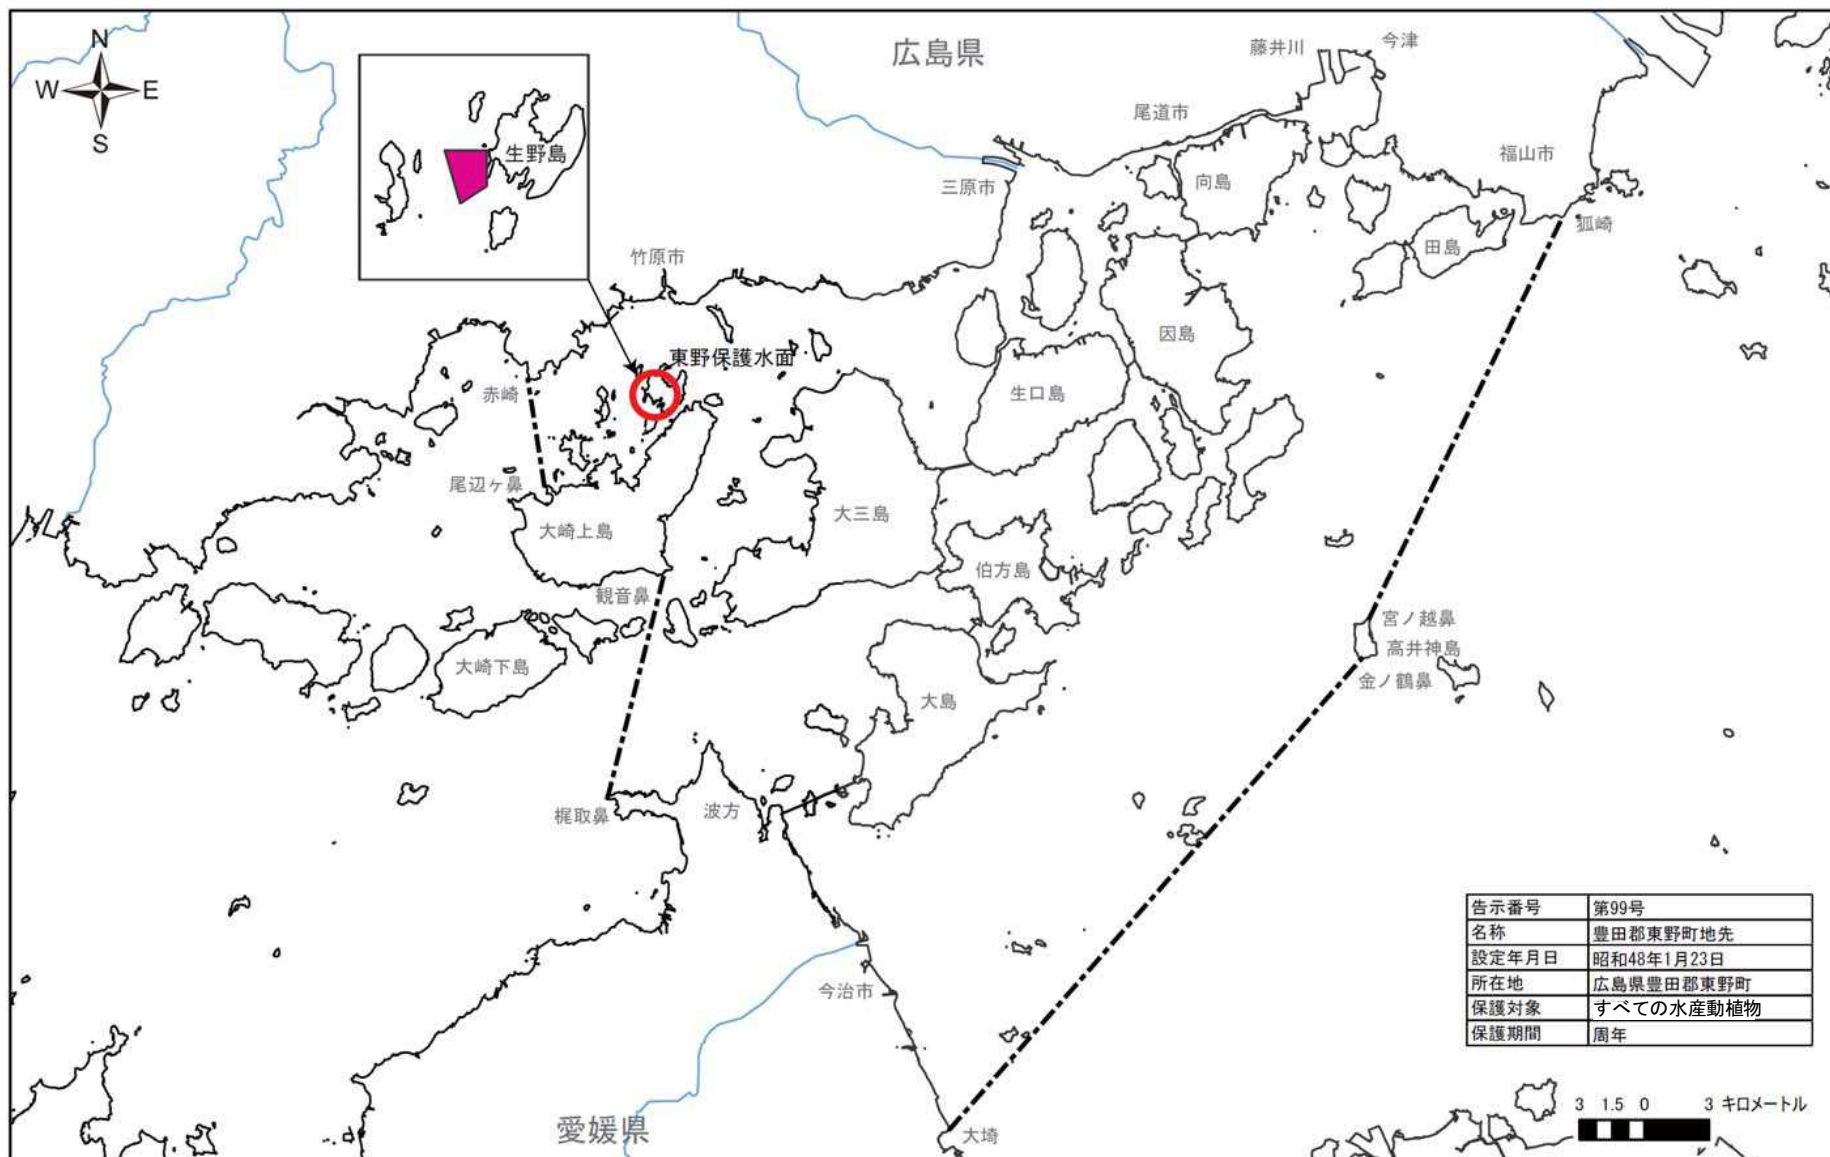 N
W E
S
広島県
藤井川
今津
尾道市
福山市
三原市
向島
生野島
狐崎
田島
竹原市
因島
東野保護水面
赤崎
生口島
尾辺ヶ鼻
大崎上島
大三島
伯方島
観音鼻
宮ノ越鼻
高井神島
金ノ鶴鼻
大崎下島
大島
梶取鼻
波方
今治市
愛媛県
大埼
告示番号 第99号
名称 豊田郡東野町地先
設定年月日 昭和48年1月23日
所在地 広島県豊田郡東野町
保護対象 すべての水産動植物
保護期間 周年
3 1.5 0 3 キロメートル